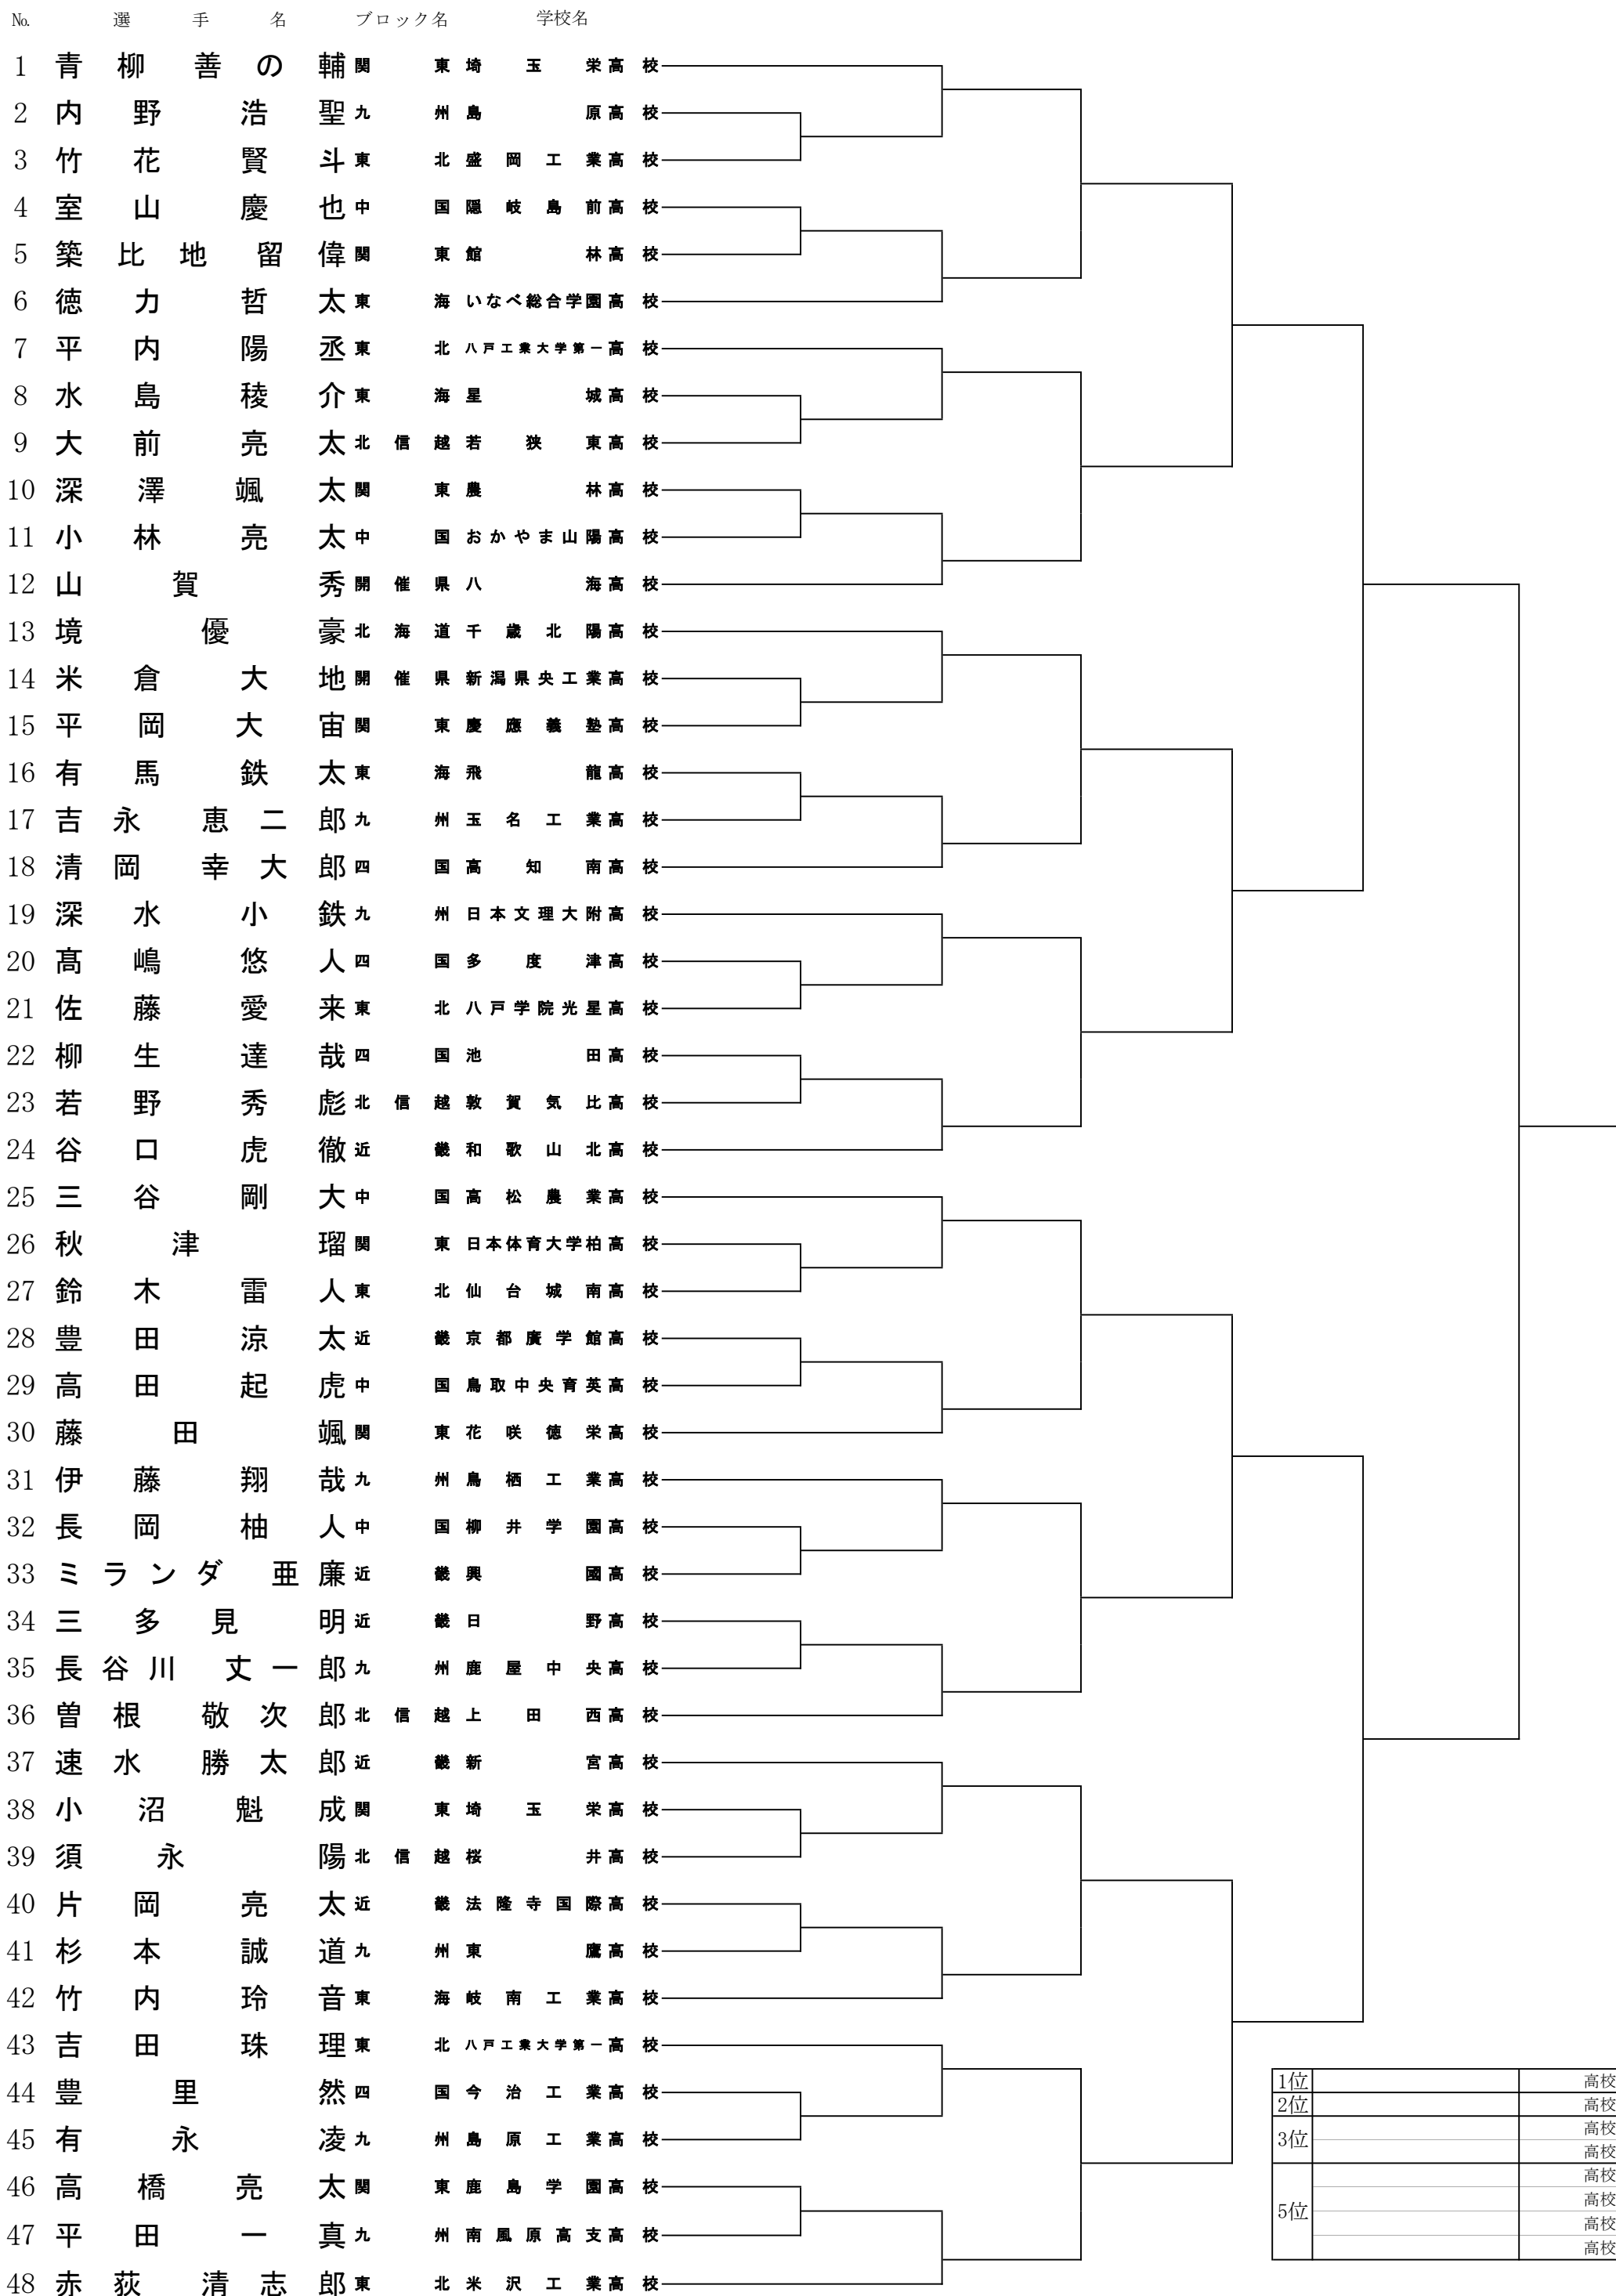 № 選手名 ブロック名 学校名
1 青柳 善の輔 関東 埼玉栄高校
2 内野 浩聖 九州 島原高校
3 竹花 賢斗 東北 盛岡工業高校
4 室山 慶也 中国 隠岐島前高校
5 築比地 留偉 関東 館林高校
6 徳力 哲太 東海 いなべ総合学園高校
7 平内 陽丞 東北 八戸工業大学第一高校
8 水島 稜介 東海 星城高校
9 大前 亮太 北信越 若狭東高校
10 深澤 颯太 関東 農林高校
11 小林 亮太 中国 おかやま山陽高校
12 山賀 秀 開催県 八海高校
13 境 優豪 北海道 千歳北陽高校
14 米倉 大地 開催県 新潟県央工業高校
15 平岡 大宙 関東 慶應義塾高校
16 有馬 鉄太 東海 飛龍高校
17 吉永 恵二郎 九州 玉名工業高校
18 清岡 幸大郎 四国 高知南高校
19 深水 小鉄 九州 日本文理大附高校
20 髙嶋 悠人 四国 多度津高校
21 佐藤 愛来 東北 八戸学院光星高校
22 柳生 達哉 四国 池田高校
23 若野 秀彪 北信越 敦賀気比高校
24 谷口 虎徹 近畿 和歌山北高校
25 三谷 剛大 中国 高松農業高校
26 秋津 瑠 関東 日本体育大学柏高校
27 鈴木 雷人 東北 仙台城南高校
28 豊田 涼太 近畿 京都廣学館高校
29 高田 起虎 中国 鳥取中央育英高校
30 藤田 颯 関東 花咲徳栄高校
31 伊藤 翔哉 九州 鳥栖工業高校
32 長岡 柚人 中国 柳井学園高校
33 ミランダ 亜廉 近畿 興國高校
34 三多見 明 近畿 日野高校
35 長谷川 丈一郎 九州 鹿屋中央高校
36 曽根 敬次郎 北信越 上田西高校
37 速水 勝太郎 近畿 新宮高校
38 小沼 魁成 関東 埼玉栄高校
39 須永 陽 北信越 桜井高校
40 片岡 亮太 近畿 法隆寺国際高校
41 杉本 誠道 九州 東鷹高校
42 竹内 玲音 東海 岐南工業高校
43 吉田 珠理 東北 八戸工業大学第一高校
44 豊里 然 四国 今治工業高校
45 有永 凌 九州 島原工業高校
46 高橋 亮太 関東 鹿島学園高校
47 平田 一真 九州 南風原高支高校
48 赤荻 清志郎 東北 米沢工業高校
1位 高校
2位 高校
3位 高校
高校
5位 高校
高校
高校
高校